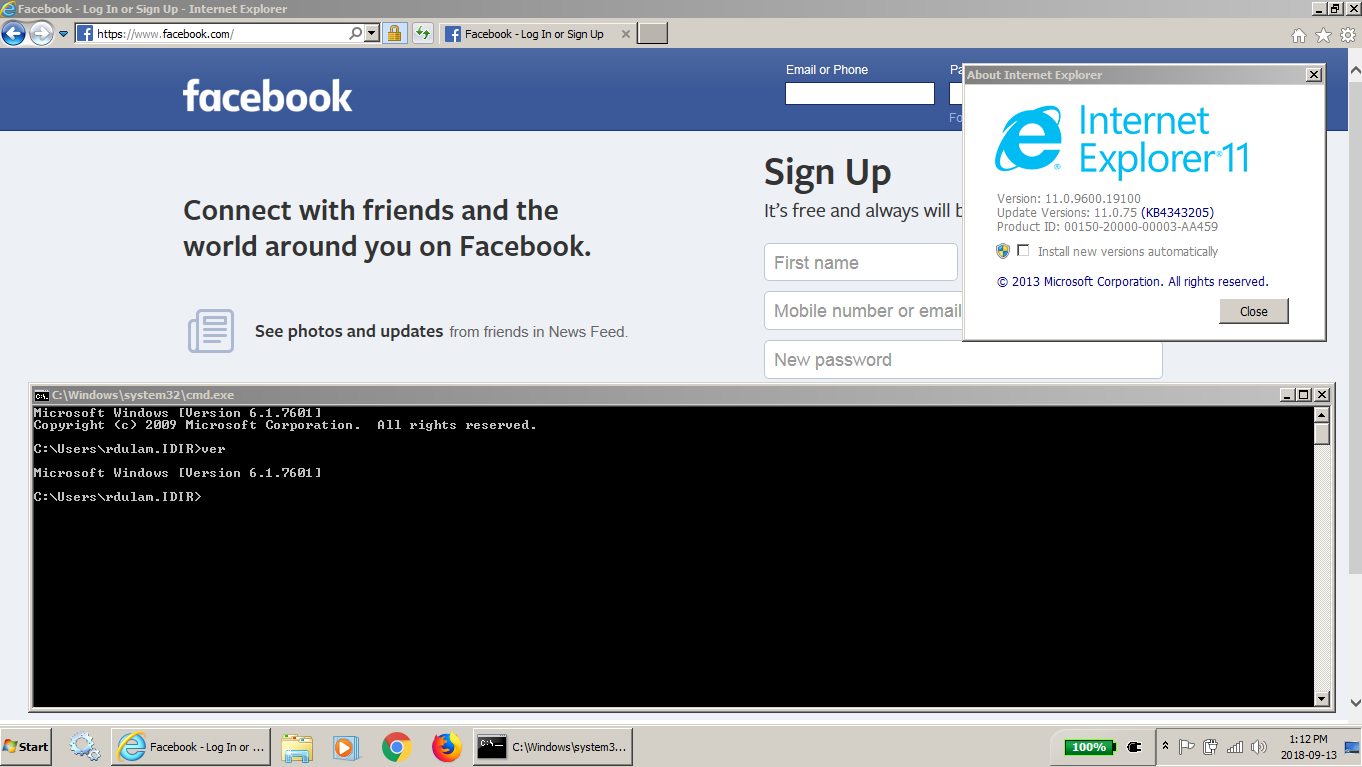 Facebook - Log In or Sign Up - Internet Explorer
https://www.facebook.com/
Facebook - Log In or Sign Up
facebook
Email or Phone
Pa
Fo
Connect with friends and the
world around you on Facebook.
See photos and updates from friends in News Feed.
Sign Up
It's free and always will b
First name
Mobile number or email
New password
About Internet Explorer
Internet
Explorer®11
Version: 11.0.9600.19100
Update Versions: 11.0.75 (KB4343205)
Product ID: 00150-20000-00003-AA459
Install new versions automatically
© 2013 Microsoft Corporation. All rights reserved.
Close
C:\Windows\system32\cmd.exe
Microsoft Windows [Version 6.1.7601]
Copyright (c) 2009 Microsoft Corporation.  All rights reserved.
C:\Users\rdulam.IDIR>ver
Microsoft Windows [Version 6.1.7601]
C:\Users\rdulam.IDIR>
Start
Facebook - Log In or ...
C:\Windows\system3...
100%
1:12 PM
2018-09-13